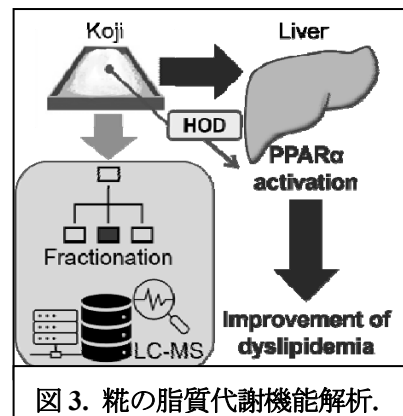 Koji
Liver
HOD
PPARα
activation
Fractionation
LC-MS
Improvement of
dyslipidemia
図 3. 糀の脂質代謝機能解析.